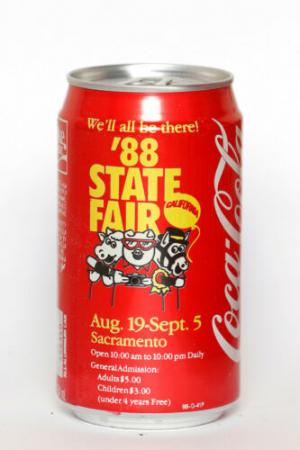 We'll all be there!
'88
STATE
FAIR
CALIFORNIA
Aug. 19-Sept. 5
Sacramento
Open 10:00 am to 10:00 pm Daily
General Admission:
Adults $5.00
Children $3.00
(under 4 years Free)
Coca-Cola